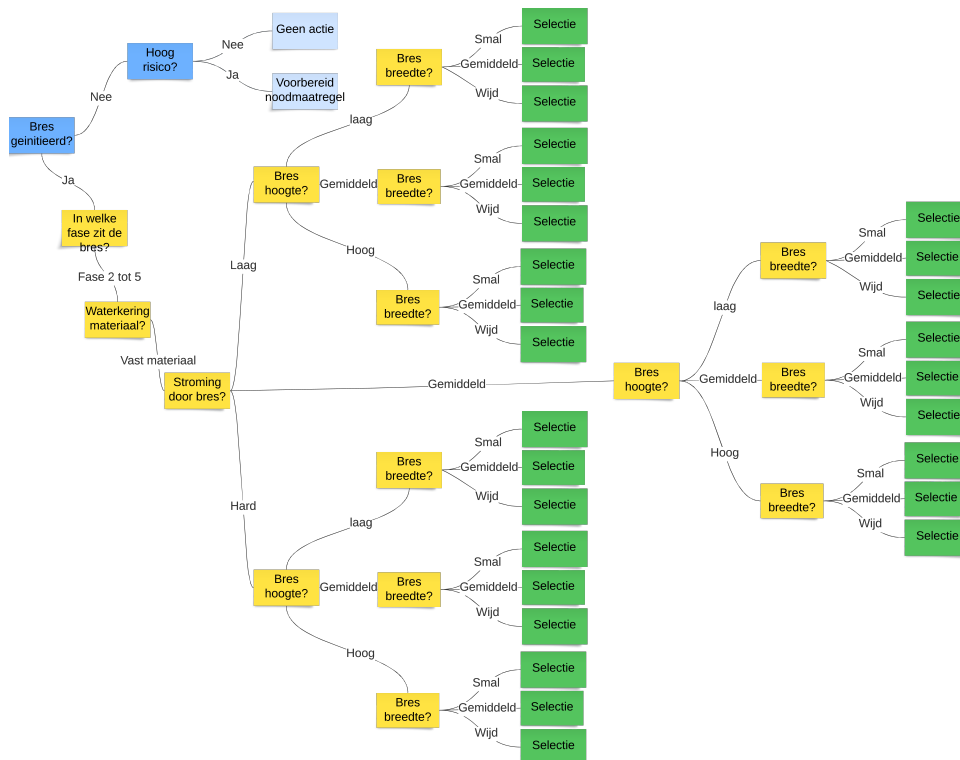 Geen actie
Nee
Hoog
risico?
Ja
Voorbereid
noodmaatregel
Nee
Bres
geinitieerd?
Ja
In welke
fase zit de
bres?
Fase 2 tot 5
Waterkering
materiaal?
Vast materiaal
Stroming
door bres?
Laag
Bres
hoogte?
laag
Bres
breedte?
Smal
Selectie
Gemiddeld
Selectie
Wijd
Selectie
Gemiddeld
Bres
breedte?
Smal
Selectie
Gemiddeld
Selectie
Wijd
Selectie
Hoog
Bres
breedte?
Smal
Selectie
Gemiddeld
Selectie
Wijd
Selectie
Gemiddeld
Bres
hoogte?
laag
Bres
breedte?
Smal
Selectie
Gemiddeld
Selectie
Wijd
Selectie
Gemiddeld
Bres
breedte?
Smal
Selectie
Gemiddeld
Selectie
Wijd
Selectie
Hoog
Bres
breedte?
Smal
Selectie
Gemiddeld
Selectie
Wijd
Selectie
Hard
Bres
hoogte?
laag
Bres
breedte?
Smal
Selectie
Gemiddeld
Selectie
Wijd
Selectie
Gemiddeld
Bres
breedte?
Smal
Selectie
Gemiddeld
Selectie
Wijd
Selectie
Hoog
Bres
breedte?
Smal
Selectie
Gemiddeld
Selectie
Wijd
Selectie